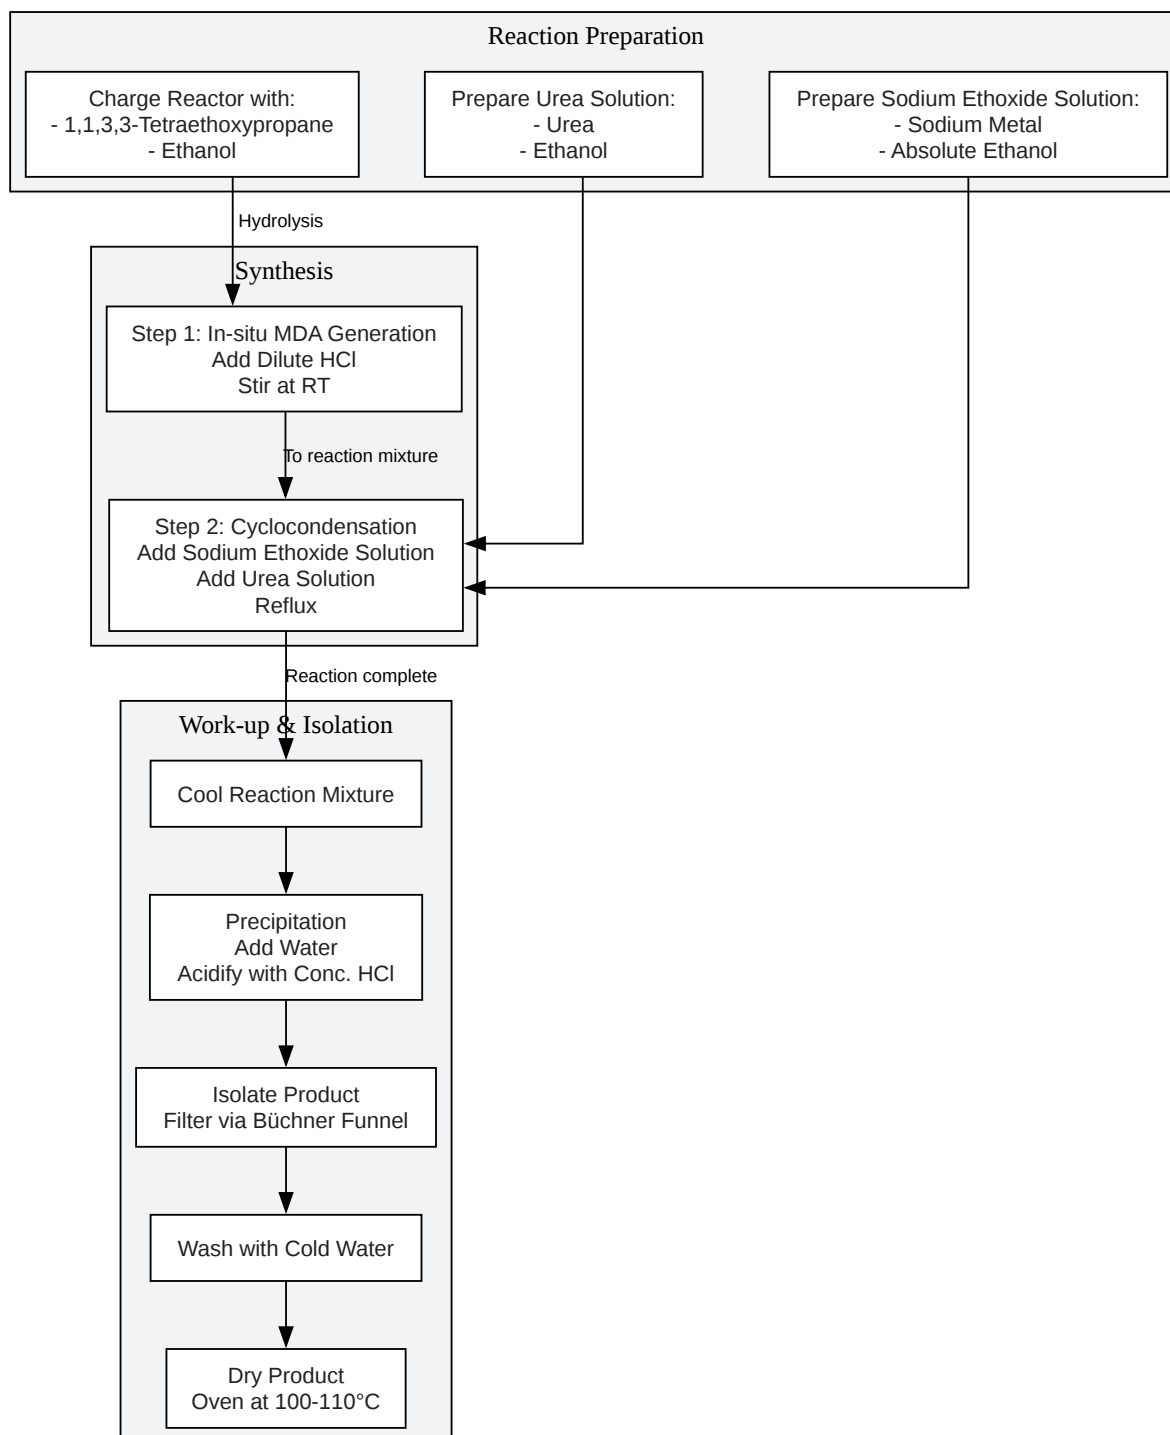 Reaction Preparation
Charge Reactor with:
- 1,1,3,3-Tetraethoxypropane
- Ethanol
Prepare Urea Solution:
- Urea
- Ethanol
Prepare Sodium Ethoxide Solution:
- Sodium Metal
- Absolute Ethanol
Hydrolysis
Synthesis
Step 1: In-situ MDA Generation
Add Dilute HCl
Stir at RT
To reaction mixture
Step 2: Cyclocondensation
Add Sodium Ethoxide Solution
Add Urea Solution
Reflux
Reaction complete
Work-up & Isolation
Cool Reaction Mixture
Precipitation
Add Water
Acidify with Conc. HCl
Isolate Product
Filter via Büchner Funnel
Wash with Cold Water
Dry Product
Oven at 100-110°C